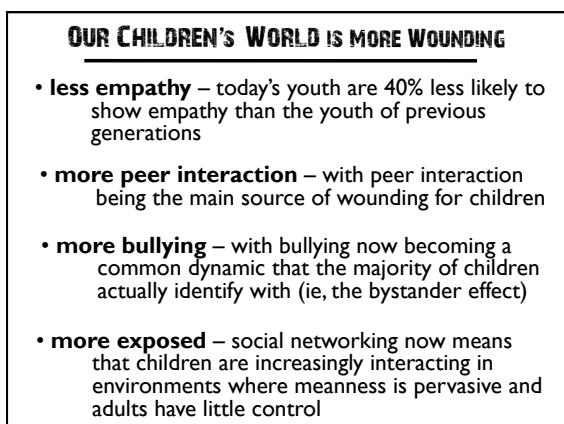 OUR CHILDREN'S WORLD IS MORE WOUNDING
• less empathy – today's youth are 40% less likely to
show empathy than the youth of previous
generations
• more peer interaction – with peer interaction
being the main source of wounding for children
• more bullying – with bullying now becoming a
common dynamic that the majority of children
actually identify with (ie, the bystander effect)
• more exposed – social networking now means
that children are increasingly interacting in
environments where meanness is pervasive and
adults have little control